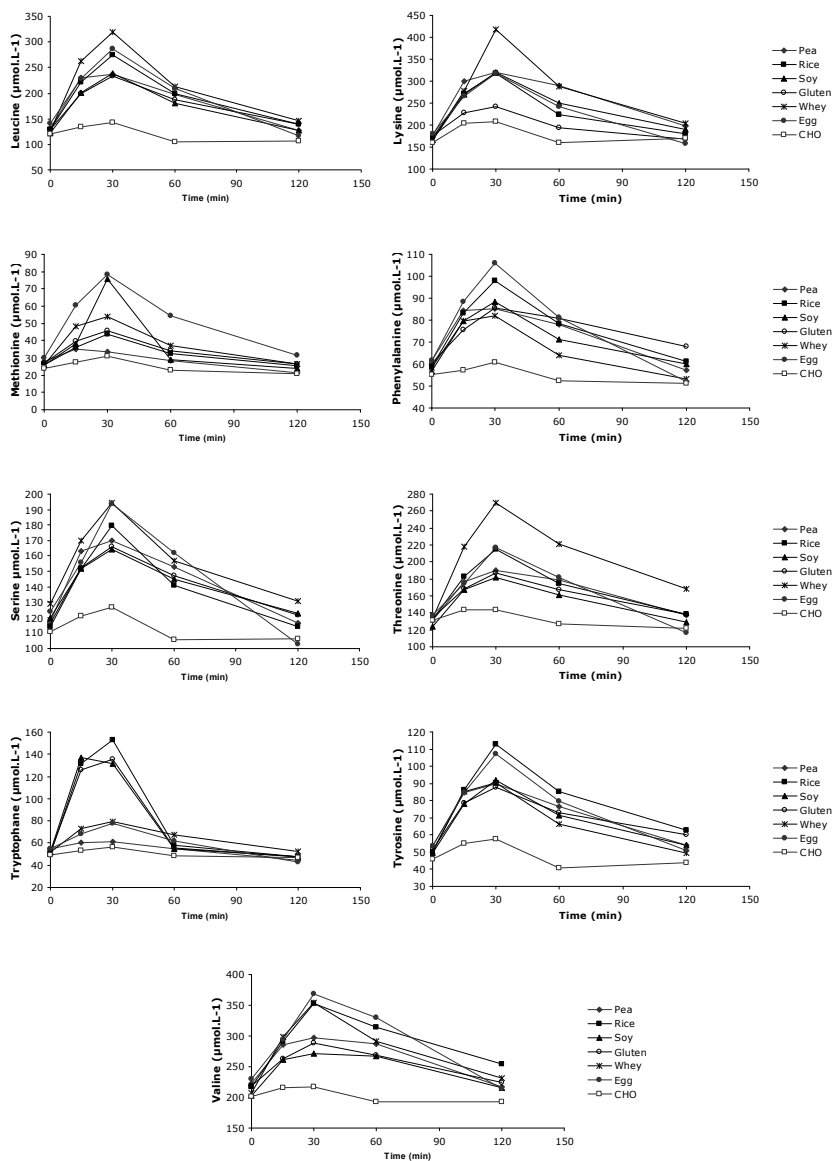 Leucine (µmol.L-1)
350
300
250
200
150
100
50
0 30 60 90 120 150
Time (min)
Lysine (µmol.L-1)
450
400
350
300
250
200
150
100
0 30 60 90 120 150
Time (min)
Pea
Rice
Soy
Gluten
Whey
Egg
CHO
Methionine (µmol.L-1)
90
80
70
60
50
40
30
20
10
0
0 30 60 90 120 150
Time (min)
Phenylalanine (µmol.L-1)
110
100
90
80
70
60
50
40
0 30 60 90 120 150
Time (min)
Pea
Rice
Soy
Gluten
Whey
Egg
CHO
Serine µmol.L-1)
200
190
180
170
160
150
140
130
120
110
100
0 30 60 90 120 150
Time (min)
Threonine (µmol.L-1)
280
260
240
220
200
180
160
140
120
100
0 30 60 90 120 150
Time (min)
Pea
Rice
Soy
Gluten
Whey
Egg
CHO
Tryptophane (µmol.L-1)
160
140
120
100
80
60
40
20
0 30 60 90 120 150
Time (min)
Tyrosine (µmol.L-1)
120
110
100
90
80
70
60
50
40
30
0 30 60 90 120 150
Time (min)
Pea
Rice
Soy
Gluten
Whey
Egg
CHO
Valine (µmol.L-1)
400
350
300
250
200
150
0 30 60 90 120 150
Time (min)
Pea
Rice
Soy
Gluten
Whey
Egg
CHO